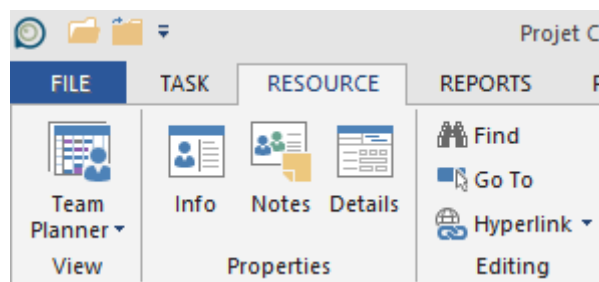 Projet C
FILE TASK RESOURCE REPORTS
Team Planner Info Notes Details
Find
Go To
Hyperlink
View Properties Editing